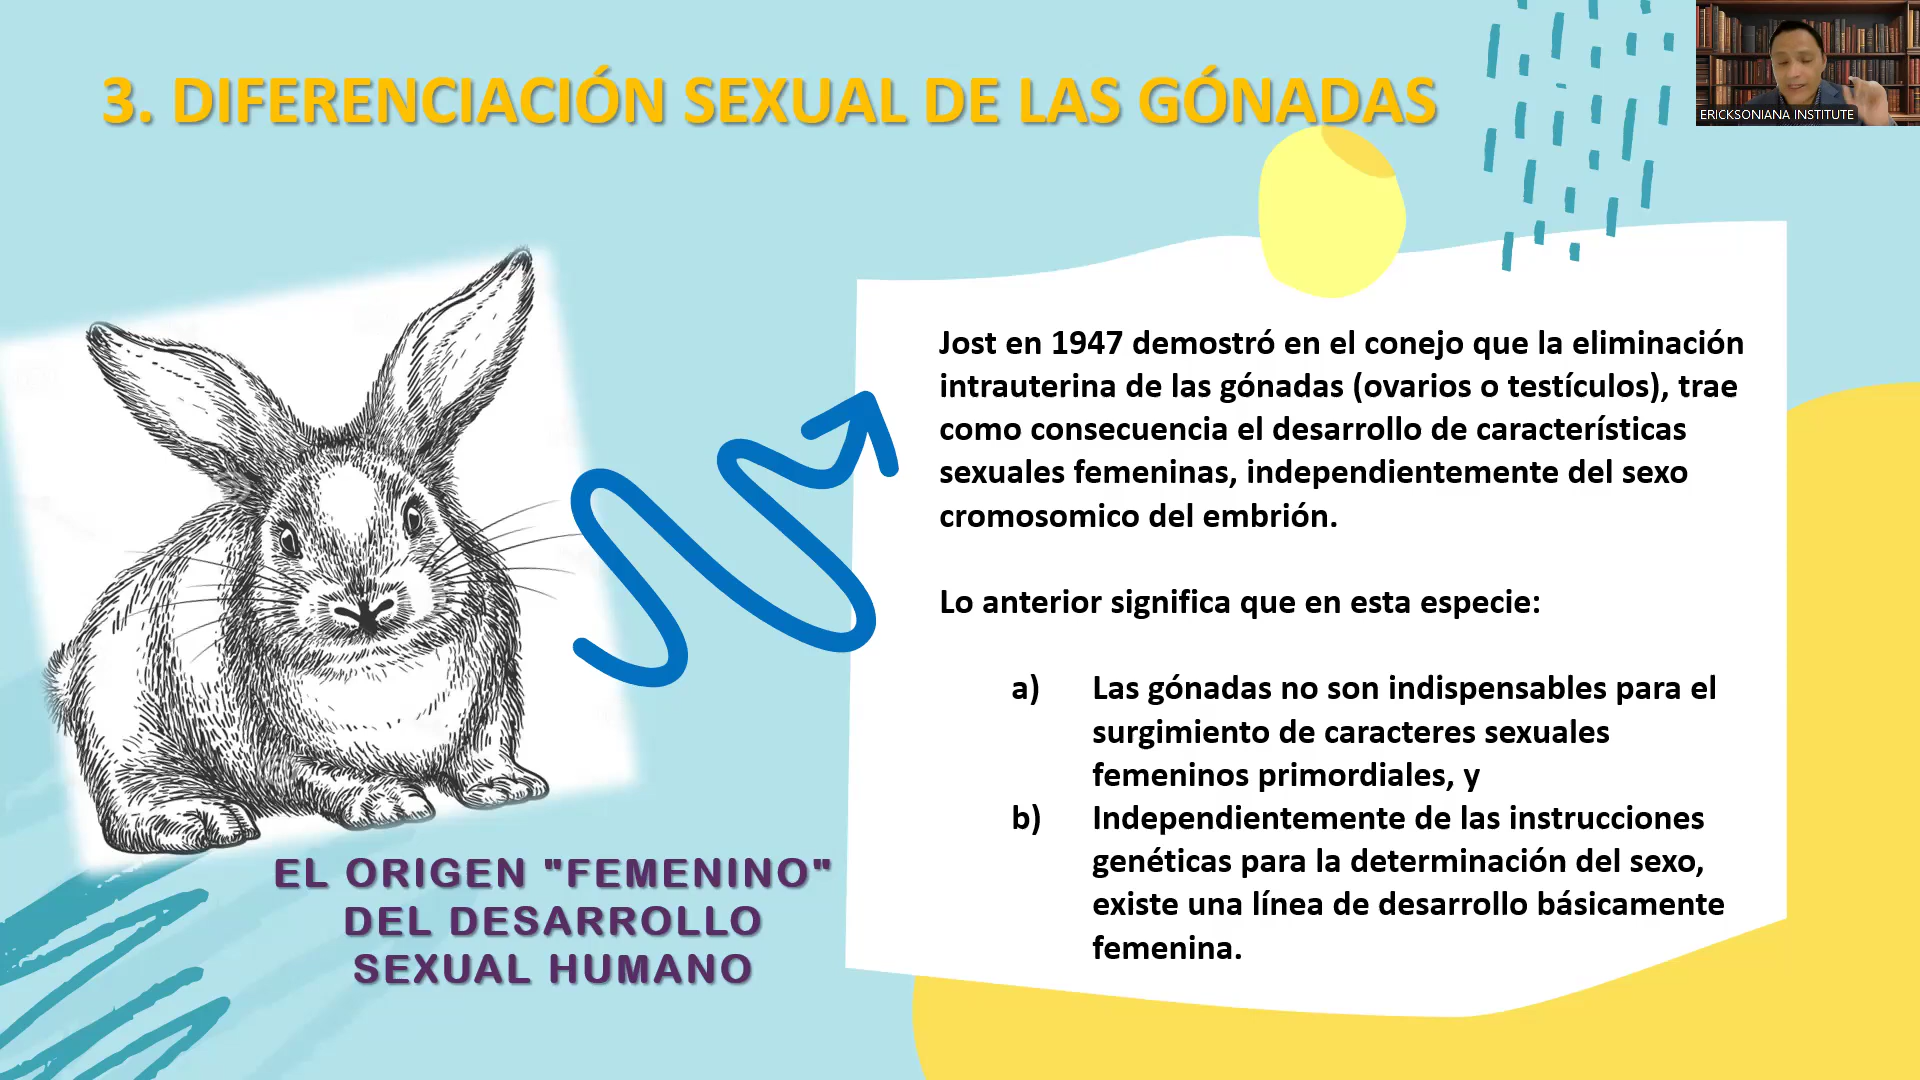 3. DIFERENCIACIÓN SEXUAL DE LAS GÓNADAS
ERICKSONIANA INSTITUTE
Jost en 1947 demostró en el conejo que la eliminación
intrauterina de las gónadas (ovarios o testículos), trae
como consecuencia el desarrollo de características
sexuales femeninas, independientemente del sexo
cromosomico del embrión.
Lo anterior significa que en esta especie:
a) Las gónadas no son indispensables para el
surgimiento de caracteres sexuales
femeninos primordiales, y
b) Independientemente de las instrucciones
genéticas para la determinación del sexo,
existe una línea de desarrollo básicamente
femenina.
EL ORIGEN "FEMENINO"
DEL DESARROLLO
SEXUAL HUMANO